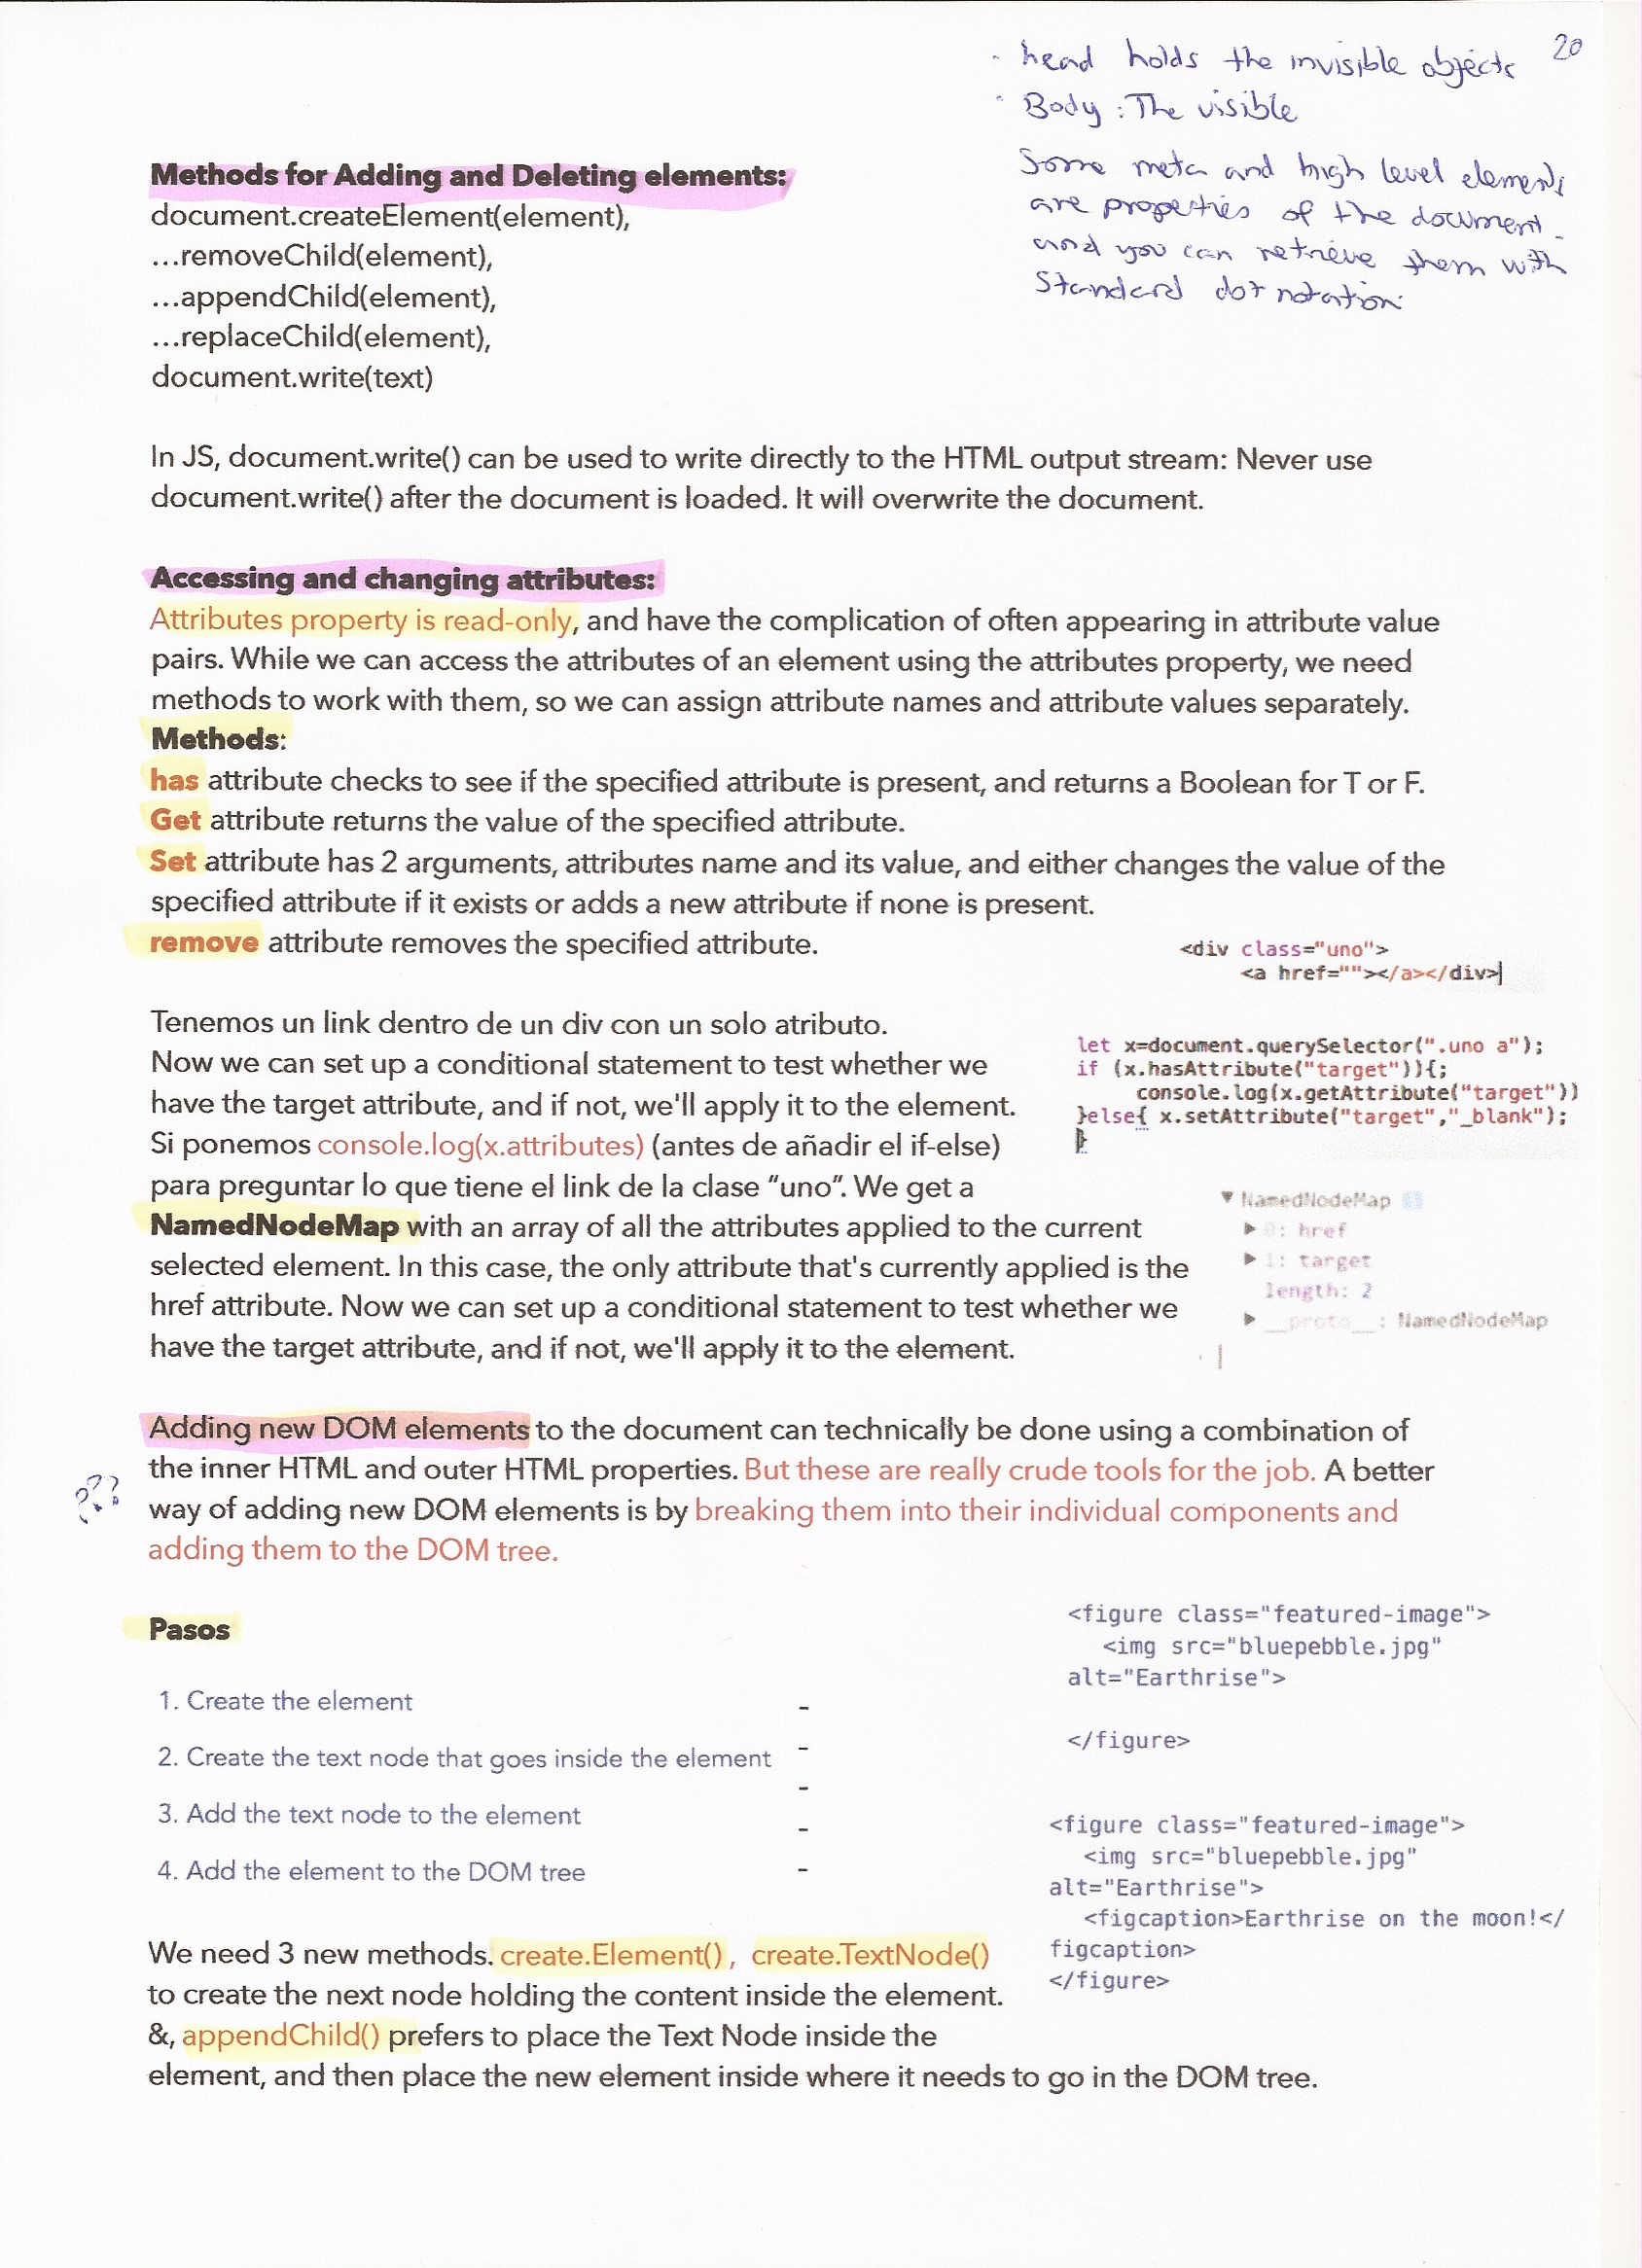 20
· head holds the invisible objects
· Body : The visible
Some meta and high level elements
are properties of the document.
and you can retrieve them with
Standard dot notation.
Methods for Adding and Deleting elements:
document.createElement(element),
...removeChild(element),
...appendChild(element),
...replaceChild(element),
document.write(text)
In JS, document.write() can be used to write directly to the HTML output stream: Never use
document.write() after the document is loaded. It will overwrite the document.
Accessing and changing attributes:
Attributes property is read-only, and have the complication of often appearing in attribute value
pairs. While we can access the attributes of an element using the attributes property, we need
methods to work with them, so we can assign attribute names and attribute values separately.
Methods:
has attribute checks to see if the specified attribute is present, and returns a Boolean for T or F.
Get attribute returns the value of the specified attribute.
Set attribute has 2 arguments, attributes name and its value, and either changes the value of the
specified attribute if it exists or adds a new attribute if none is present.
remove attribute removes the specified attribute.
<div class="uno">
<a href=""></a></div>
Tenemos un link dentro de un div con un solo atributo.
Now we can set up a conditional statement to test whether we
have the target attribute, and if not, we'll apply it to the element.
Si ponemos console.log(x.attributes) (antes de añadir el if-else)
para preguntar lo que tiene el link de la clase "uno". We get a
NamedNodeMap with an array of all the attributes applied to the current
selected element. In this case, the only attribute that's currently applied is the
href attribute. Now we can set up a conditional statement to test whether we
have the target attribute, and if not, we'll apply it to the element.
let x=document.querySelector(".uno a");
if (x.hasAttribute("target")){;
console.log(x.getAttribute("target"))
}else{ x.setAttribute("target","_blank");
}
▼ NamedNodeMap
▶ 0: href
▶ 1: target
length: 2
▶ __proto__: NamedNodeMap
Adding new DOM elements to the document can technically be done using a combination of
the inner HTML and outer HTML properties. But these are really crude tools for the job. A better
way of adding new DOM elements is by breaking them into their individual components and
adding them to the DOM tree.
???
Pasos
1. Create the element -
2. Create the text node that goes inside the element -
-
3. Add the text node to the element -
4. Add the element to the DOM tree -
<figure class="featured-image">
<img src="bluepebble.jpg"
alt="Earthrise">
</figure>
<figure class="featured-image">
<img src="bluepebble.jpg"
alt="Earthrise">
<figcaption>Earthrise on the moon!</
figcaption>
</figure>
We need 3 new methods. create.Element() , create.TextNode()
to create the next node holding the content inside the element.
&, appendChild() prefers to place the Text Node inside the
element, and then place the new element inside where it needs to go in the DOM tree.